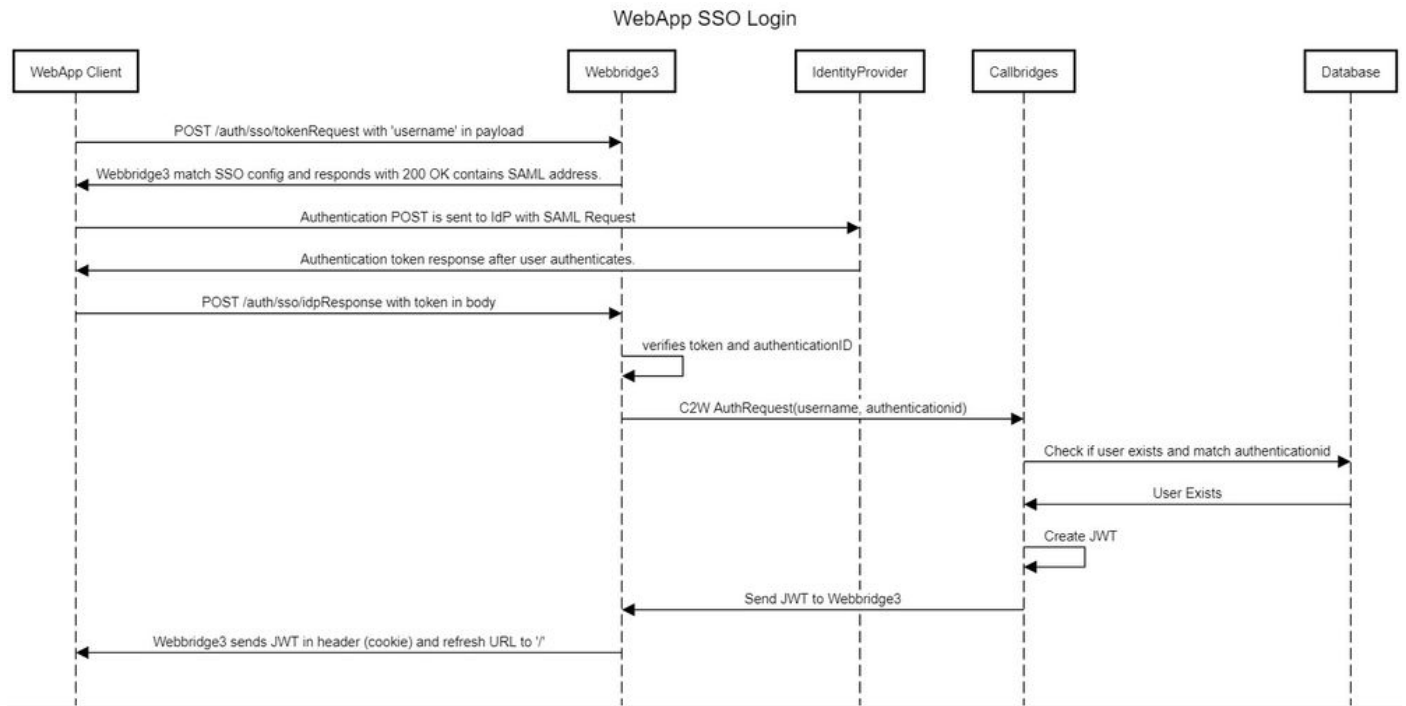 WebApp SSO Login
WebApp Client
Webbridge3
IdentityProvider
Callbridges
Database
POST /auth/sso/tokenRequest with 'username' in payload
Webbridge3 match SSO config and responds with 200 OK contains SAML address.
Authentication POST is sent to IdP with SAML Request
Authentication token response after user authenticates.
POST /auth/sso/idpResponse with token in body
verifies token and authenticationID
C2W AuthRequest(username, authenticationid)
Check if user exists and match authenticationid
User Exists
Create JWT
Send JWT to Webbridge3
Webbridge3 sends JWT in header (cookie) and refresh URL to '/'